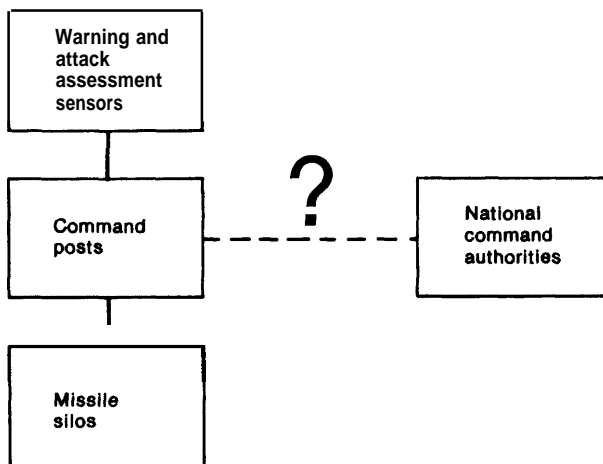 Warning and
attack
assessment
sensors
?
Command
posts
National
command
authorities
Missile
silos